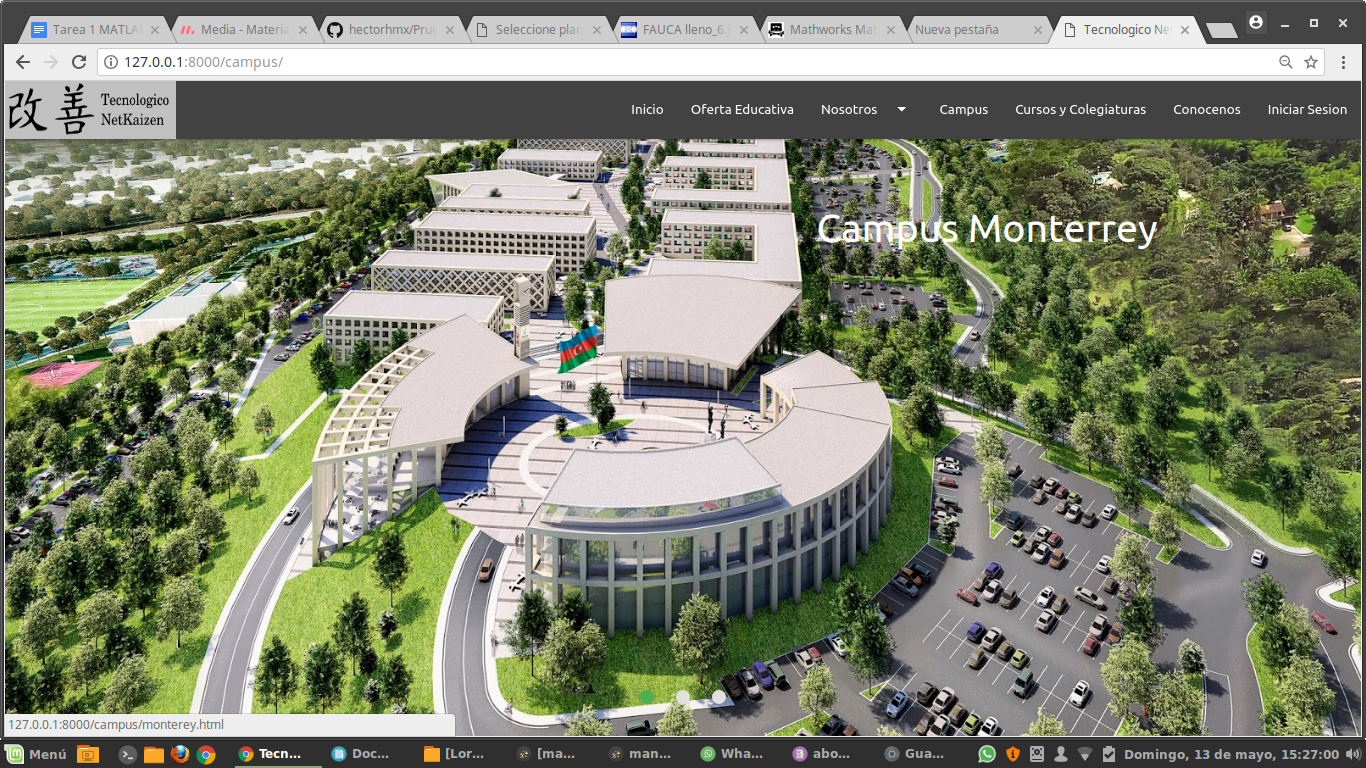 Tarea 1 MATLA
Media - Materia
hectorhmx/Prue
Seleccione plan
FAUCA lleno_6.j
Mathworks Mat
Nueva pestaña
Tecnologico Ne
127.0.0.1:8000/campus/
改善
Tecnologico
NetKaizen
Inicio
Oferta Educativa
Nosotros
Campus
Cursos y Colegiaturas
Conocenos
Iniciar Sesion
Campus Monterrey
127.0.0.1:8000/campus/monterey.html
Menú
Tecn...
Doc...
[Lor...
[ma...
man...
Wha...
abo...
Gua...
Domingo, 13 de mayo, 15:27:00